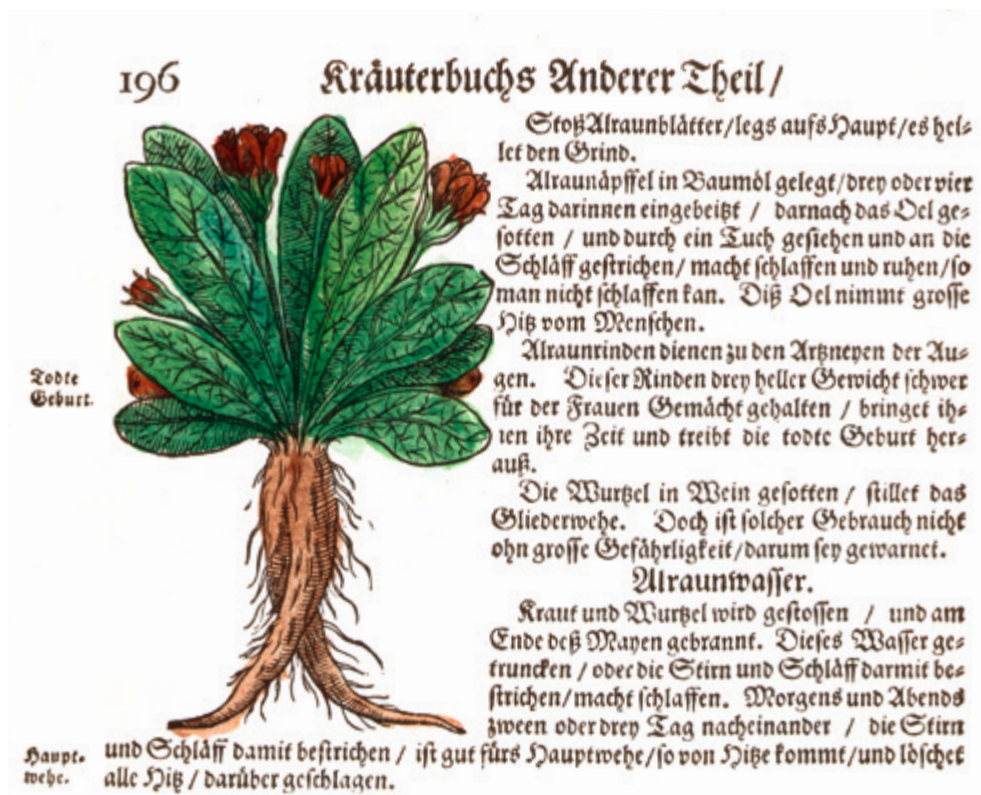 196
Kräuterbuchs Anderer Theil /
Stoß Alraunblätter/legs aufs Haupt/es hei-
let den Grind.
Alraunäpffel in Baumöl gelegt/drey oder vier
Tag darinnen eingebeitzt / darnach das Oel ge-
sotten / und durch ein Tuch gesiehen und an die
Schläff gestrichen/ macht schlaffen und ruhen/so
man nicht schlaffen kan. Diß Oel nimmt grosse
Hitz vom Menschen.
Alraunrinden dienen zu den Artzneyen der Au-
gen. Dieser Rinden drey heller Gewicht schwer
für der Frauen Gemächt gehalten / bringet ih-
nen ihre Zeit und treibt die todte Geburt her-
auß.
Todte
Geburt.
Die Wurtzel in Wein gesotten / stillet das
Gliederwehe. Doch ist solcher Gebrauch nicht
ohn grosse Gefährligkeit/darum sey gewarnet.
Alraunwasser.
Kraut und Wurtzel wird gestossen / und am
Ende deß Mayen gebrannt. Dieses Wasser ge-
truncken / oder die Stirn und Schläff darmit be-
strichen/macht schlaffen. Morgens und Abends
zween oder drey Tag nacheinander / die Stirn
und Schläff damit bestrichen / ist gut fürs Hauptwehe/so von Hitze kommt/und löschet
alle Hitz / darüber geschlagen.
Haupt-
wehe.